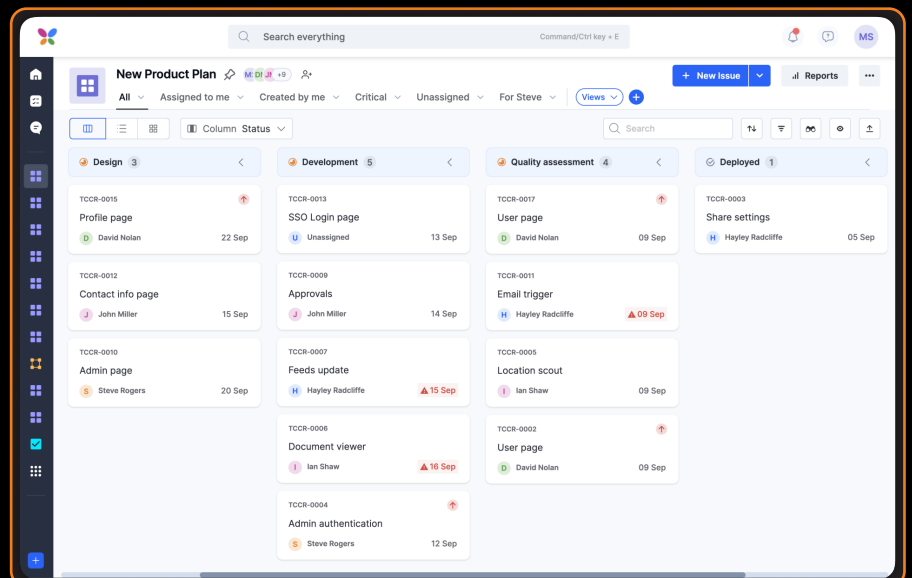 Search everything Command/Ctrl key + E MS
New Product Plan +9
New Issue Reports
All Assigned to me Created by me Critical Unassigned For Steve Views
Column Status Search
Design 3
TCCR-0015
Profile page
D David Nolan 22 Sep
TCCR-0012
Contact info page
J John Miller 15 Sep
TCCR-0010
Admin page
S Steve Rogers 20 Sep
Development 5
TCCR-0013
SSO Login page
U Unassigned 13 Sep
TCCR-0009
Approvals
J John Miller 14 Sep
TCCR-0007
Feeds update
H Hayley Radcliffe 15 Sep
TCCR-0006
Document viewer
I Ian Shaw 16 Sep
TCCR-0004
Admin authentication
S Steve Rogers 12 Sep
Quality assessment 4
TCCR-0017
User page
D David Nolan 09 Sep
TCCR-0011
Email trigger
H Hayley Radcliffe 09 Sep
TCCR-0005
Location scout
I Ian Shaw 09 Sep
TCCR-0002
User page
D David Nolan 09 Sep
Deployed 1
TCCR-0003
Share settings
H Hayley Radcliffe 05 Sep